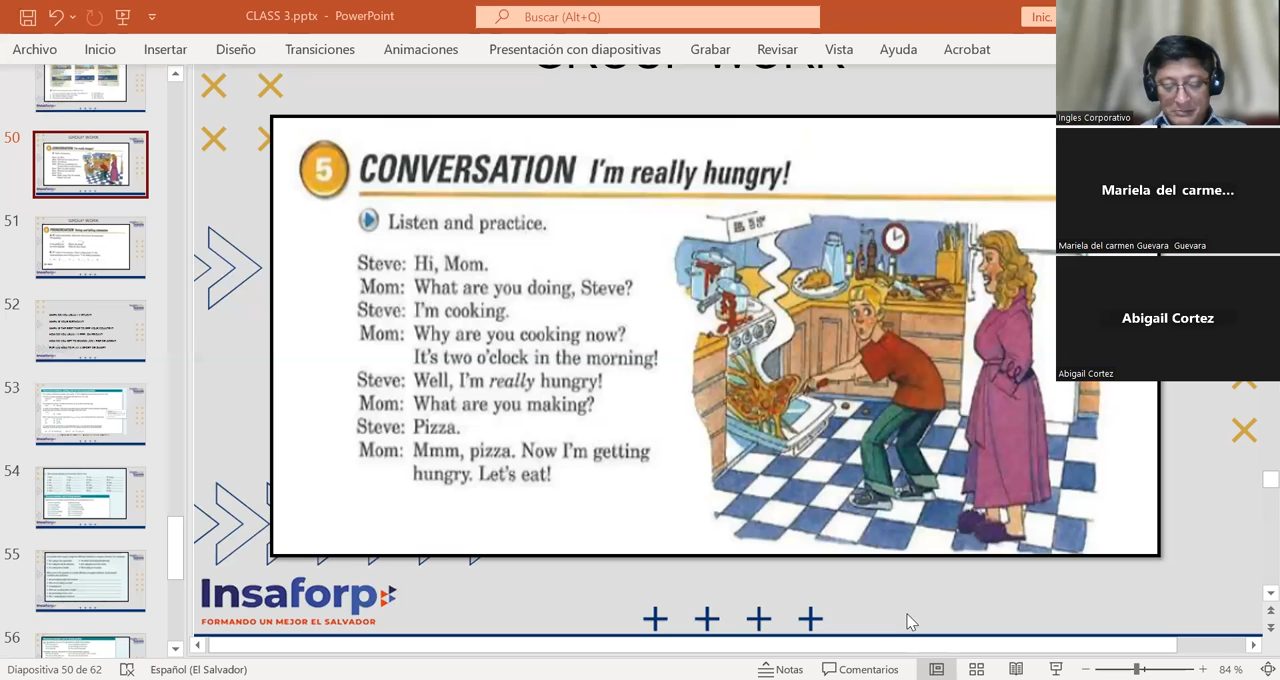 CLASS 3.pptx - PowerPoint
Buscar (Alt+Q)
Inic.
Archivo Inicio Insertar Diseño Transiciones Animaciones Presentación con diapositivas Grabar Revisar Vista Ayuda Acrobat
GROUP WORK
5 CONVERSATION I'm really hungry!
Listen and practice.
Steve: Hi, Mom.
Mom: What are you doing, Steve?
Steve: I'm cooking.
Mom: Why are you cooking now?
It's two o'clock in the morning!
Steve: Well, I'm really hungry!
Mom: What are you making?
Steve: Pizza.
Mom: Mmm, pizza. Now I'm getting
hungry. Let's eat!
Insaforp
FORMANDO UN MEJOR EL SALVADOR
Ingles Corporativo
Mariela del carme...
Mariela del carmen Guevara Guevara
Abigail Cortez
Abigail Cortez
50
51
52
53
54
55
56
Diapositiva 50 de 62
Español (El Salvador)
Notas
Comentarios
84 %